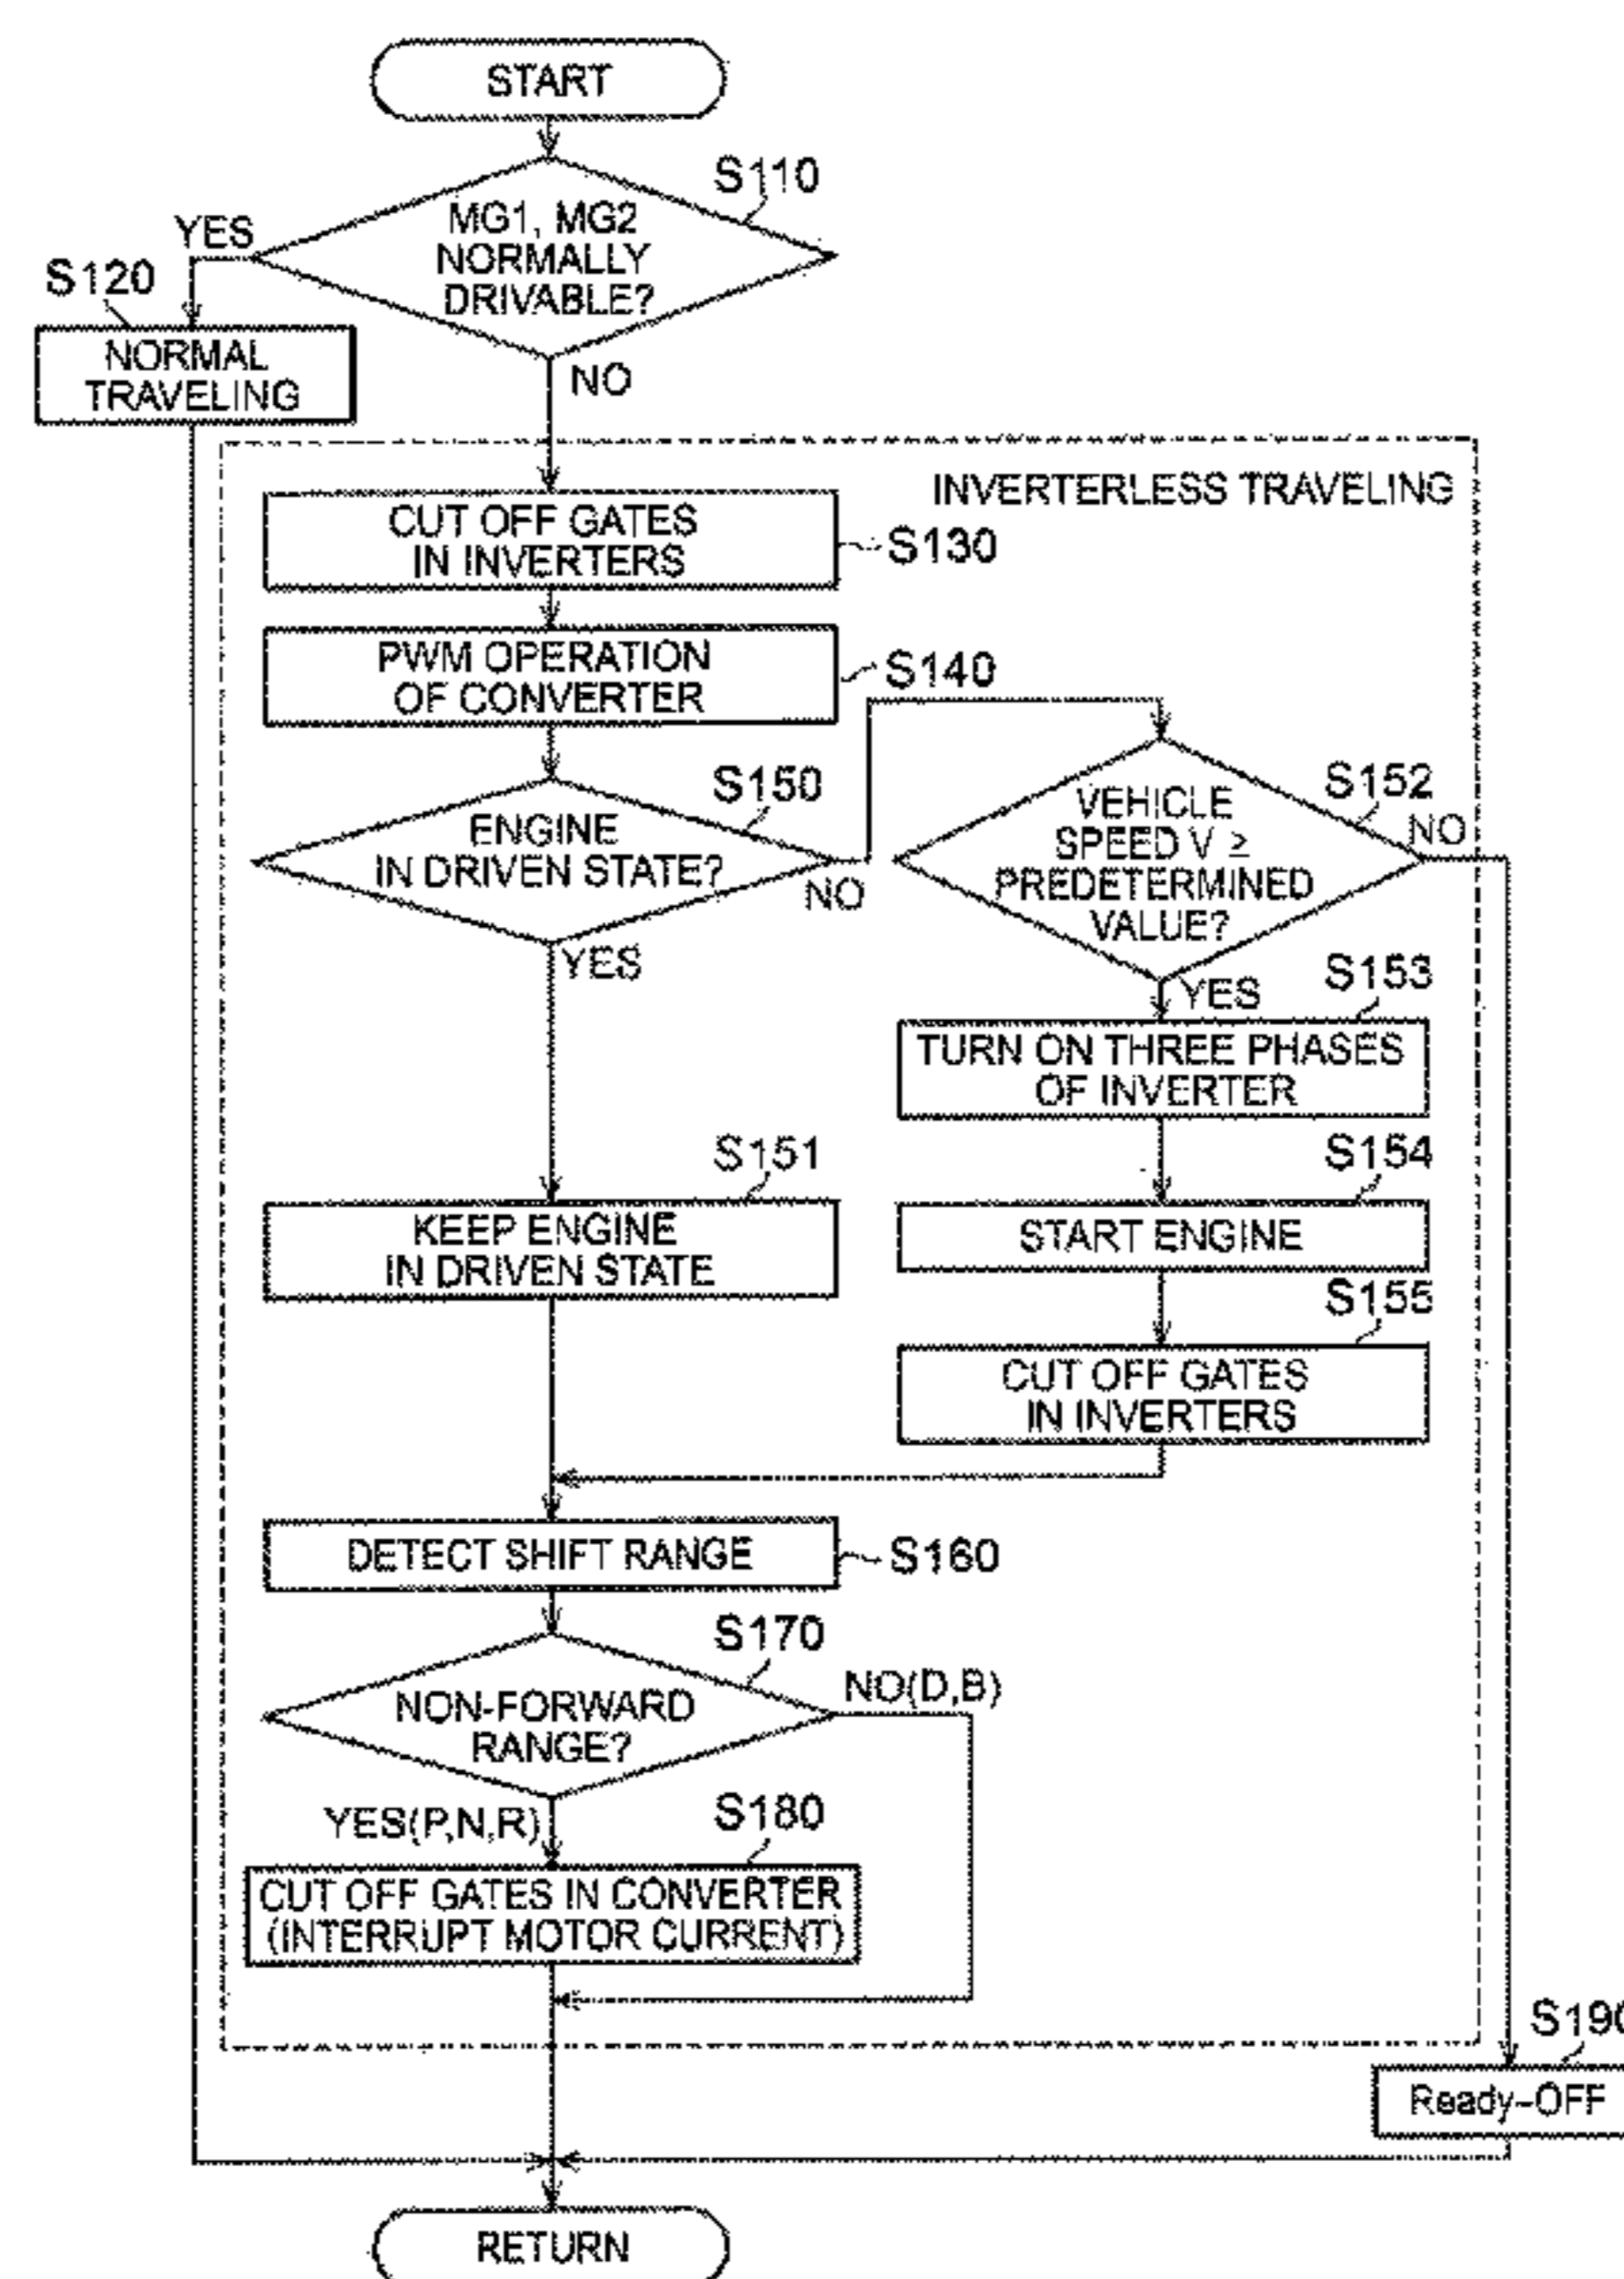 START
S110
MG1, MG2
NORMALLY
DRIVABLE?
YES
S120
NORMAL
TRAVELING
NO
INVERTERLESS TRAVELING
CUT OFF GATES
IN INVERTERS
S130
PWM OPERATION
OF CONVERTER
S140
S150
ENGINE
IN DRIVEN STATE?
NO
YES
S152
VEHICLE
SPEED V ≥
PREDETERMINED
VALUE?
NO
YES
S153
TURN ON THREE PHASES
OF INVERTER
S151
KEEP ENGINE
IN DRIVEN STATE
S154
START ENGINE
S155
CUT OFF GATES
IN INVERTERS
DETECT SHIFT RANGE
S160
S170
NON-FORWARD
RANGE?
NO(D,B)
YES(P,N,R)
S180
CUT OFF GATES IN CONVERTER
(INTERRUPT MOTOR CURRENT)
S190
Ready-OFF
RETURN